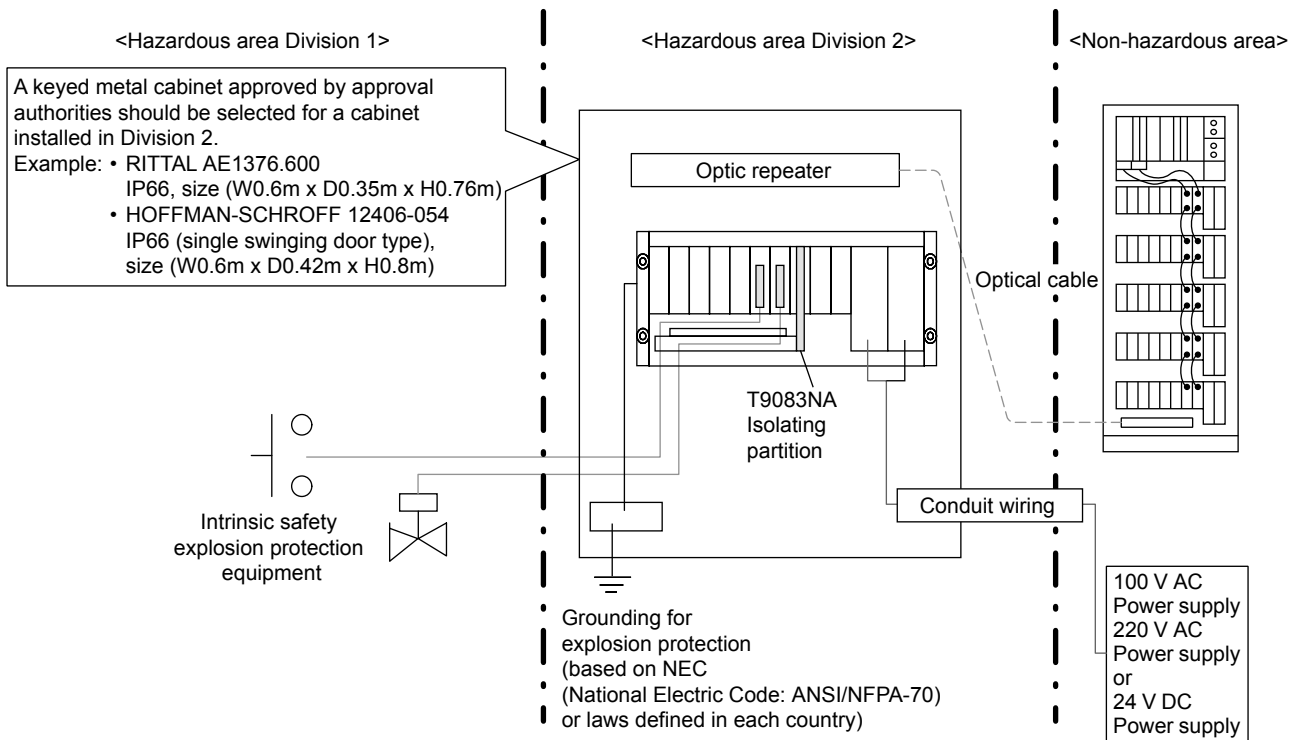 <Hazardous area Division 1>
<Hazardous area Division 2>
<Non-hazardous area>
A keyed metal cabinet approved by approval
authorities should be selected for a cabinet
installed in Division 2.
Example: • RITTAL AE1376.600
IP66, size (W0.6m x D0.35m x H0.76m)
• HOFFMAN-SCHROFF 12406-054
IP66 (single swinging door type),
size (W0.6m x D0.42m x H0.8m)
Optic repeater
Optical cable
T9083NA
Isolating
partition
Intrinsic safety
explosion protection
equipment
Conduit wiring
Grounding for
explosion protection
(based on NEC
(National Electric Code: ANSI/NFPA-70)
or laws defined in each country)
100 V AC
Power supply
220 V AC
Power supply
or
24 V DC
Power supply